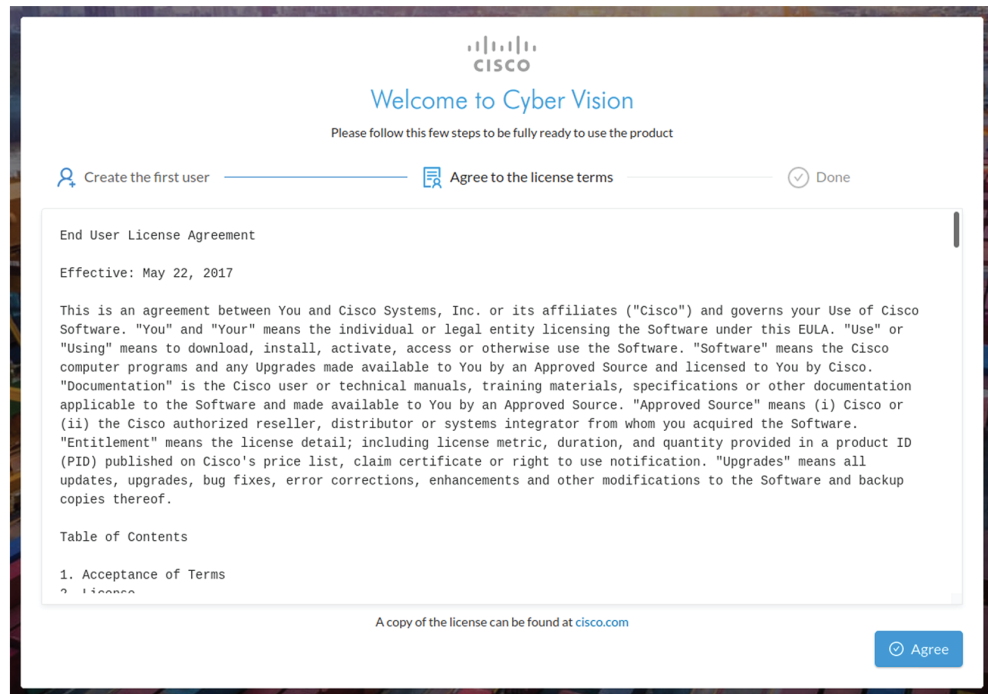 CISCO
Welcome to Cyber Vision
Please follow this few steps to be fully ready to use the product
Create the first user
Agree to the license terms
Done
End User License Agreement
Effective: May 22, 2017
This is an agreement between You and Cisco Systems, Inc. or its affiliates ("Cisco") and governs your Use of Cisco
Software. "You" and "Your" means the individual or legal entity licensing the Software under this EULA. "Use" or
"Using" means to download, install, activate, access or otherwise use the Software. "Software" means the Cisco
computer programs and any Upgrades made available to You by an Approved Source and licensed to You by Cisco.
"Documentation" is the Cisco user or technical manuals, training materials, specifications or other documentation
applicable to the Software and made available to You by an Approved Source. "Approved Source" means (i) Cisco or
(ii) the Cisco authorized reseller, distributor or systems integrator from whom you acquired the Software.
"Entitlement" means the license detail; including license metric, duration, and quantity provided in a product ID
(PID) published on Cisco's price list, claim certificate or right to use notification. "Upgrades" means all
updates, upgrades, bug fixes, error corrections, enhancements and other modifications to the Software and backup
copies thereof.
Table of Contents
1. Acceptance of Terms
2. License
A copy of the license can be found at cisco.com
Agree